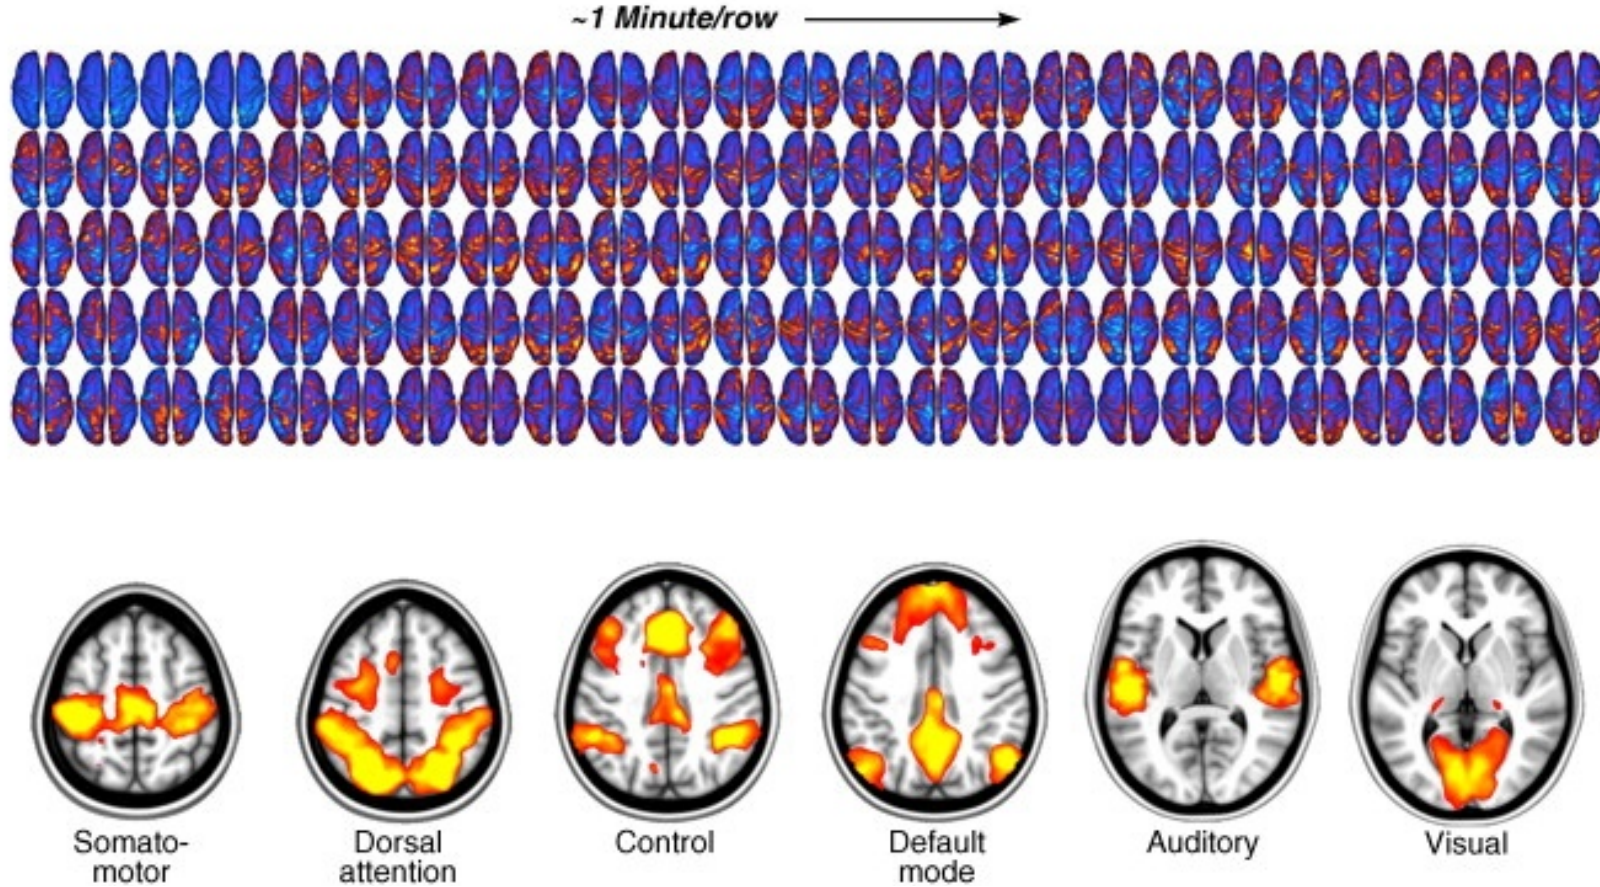 ~1 Minute/row
Somato-
motor
Dorsal
attention
Control
Default
mode
Auditory
Visual